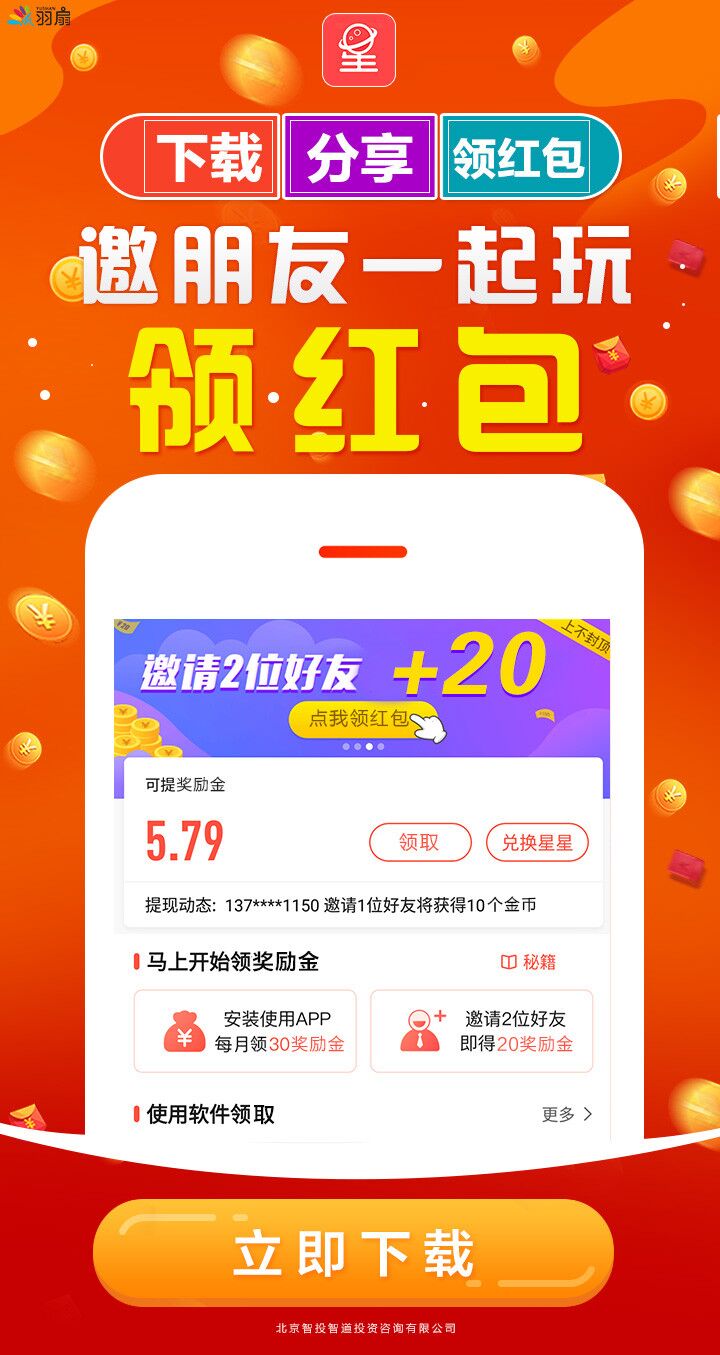 YUSHAN
羽扇
星
下载 分享 领红包
邀朋友一起玩
领红包
上不封顶
邀请2位好友 +20
点我领红包
可提奖励金
5.79
领取 兑换星星
提现动态: 137****1150 邀请1位好友将获得10个金币
马上开始领奖励金 秘籍
安装使用APP
每月领30奖励金
邀请2位好友
即得20奖励金
使用软件领取 更多
立即下载
北京智投智道投资咨询有限公司